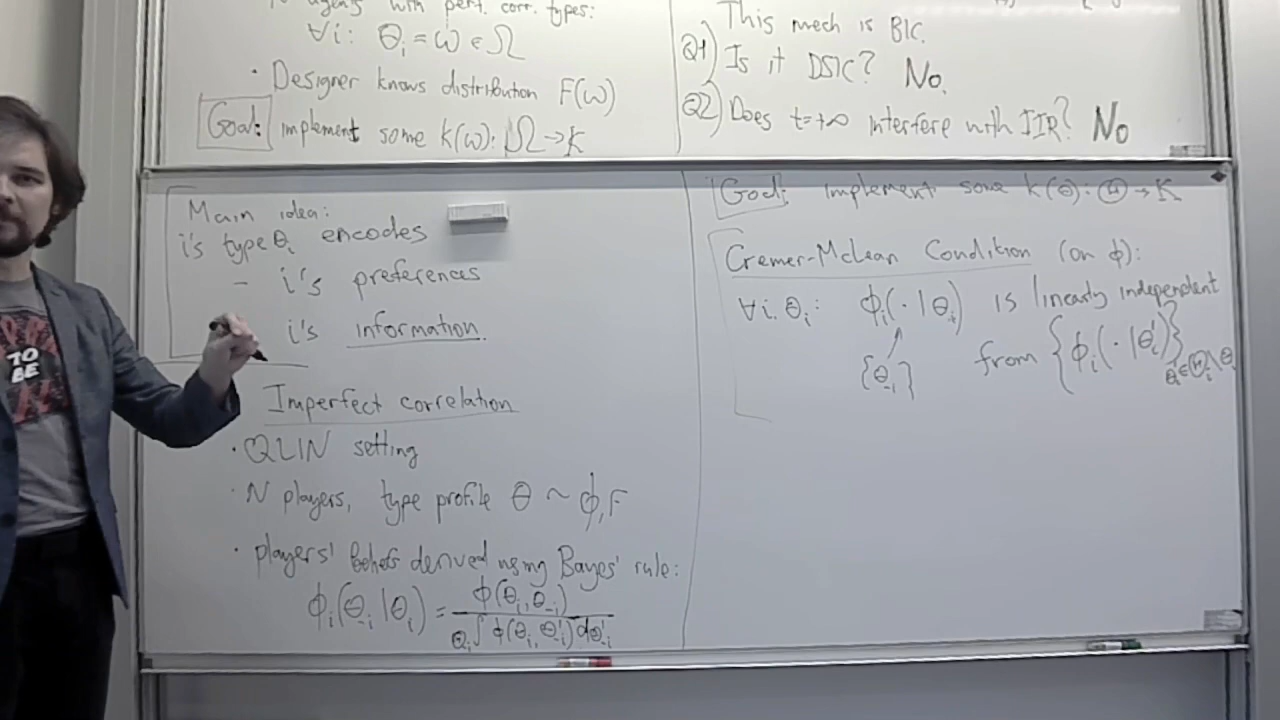 N agents with perf. corr. types:
∀i: θᵢ = ω ∈ Ω
· Designer knows distribution F(ω)
Goal: implement some k(ω): Ω → K
This mech is BIC.
Q1) Is it DSIC? No.
Q2) Does t=+∞ interfere with IIR? No
Main idea:
i's type θᵢ encodes
- i's preferences
i's information.
Imperfect correlation
· QLIN setting
· N players, type profile θ ~ ϕ, F
· players' beliefs derived using Bayes' rule:
ϕᵢ(θ₋ᵢ|θᵢ) = ϕ(θᵢ, θ₋ᵢ) / ∫ ϕ(θᵢ, θ'₋ᵢ) dθ'₋ᵢ
Goal: implement some k(θ): Θ → K
Cremer-McLean Condition (on ϕ):
∀i, θᵢ: ϕᵢ(· | θᵢ) is linearly independent
{θ₋ᵢ} from {ϕᵢ(· | θ'ᵢ)} θ'ᵢ∈Θᵢ\θᵢ
TO
BE